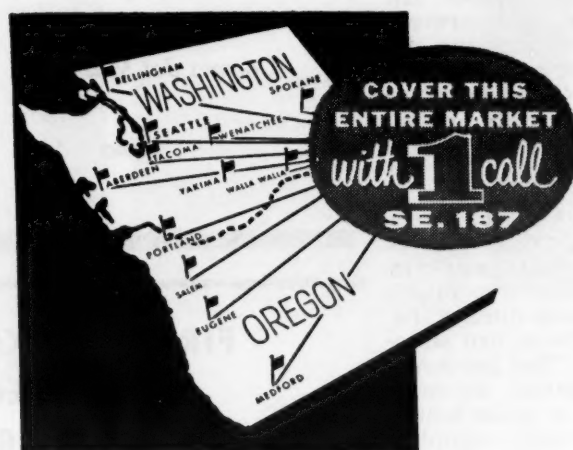 BELLINGHAM
WASHINGTON
SPOKANE
SEATTLE
WENATCHEE
TACOMA
ABERDEEN
YAKIMA
WALLA WALLA
PORTLAND
SALEM
EUGENE
OREGON
MEDFORD
COVER THIS
ENTIRE MARKET
with 1 call
SE. 187